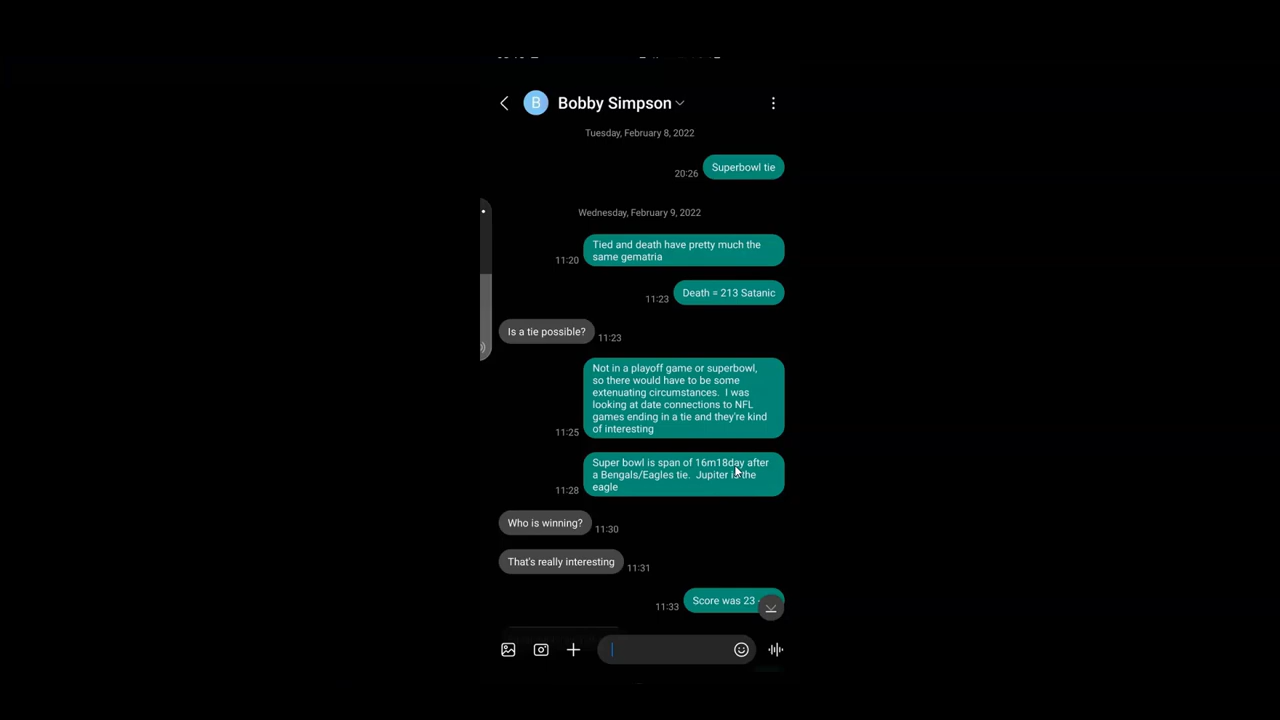 B Bobby Simpson
Tuesday, February 8, 2022
Superbowl tie
20:26
Wednesday, February 9, 2022
Tied and death have pretty much the
same gematria
11:20
Death = 213 Satanic
11:23
Is a tie possible?
11:23
Not in a playoff game or superbowl,
so there would have to be some
extenuating circumstances. I was
looking at date connections to NFL
games ending in a tie and they're kind
of interesting
11:25
Super bowl is span of 16m18day after
a Bengals/Eagles tie. Jupiter is the
eagle
11:28
Who is winning?
11:30
That's really interesting
11:31
Score was 23
11:33